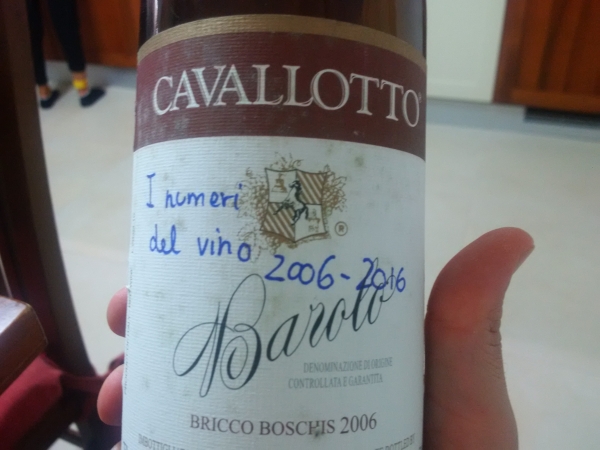 CAVALLOTTO®
I numeri
del vino 2006-2016
®
Barolo
DENOMINAZIONE DI ORIGINE
CONTROLLATA E GARANTITA
BRICCO BOSCHIS 2006